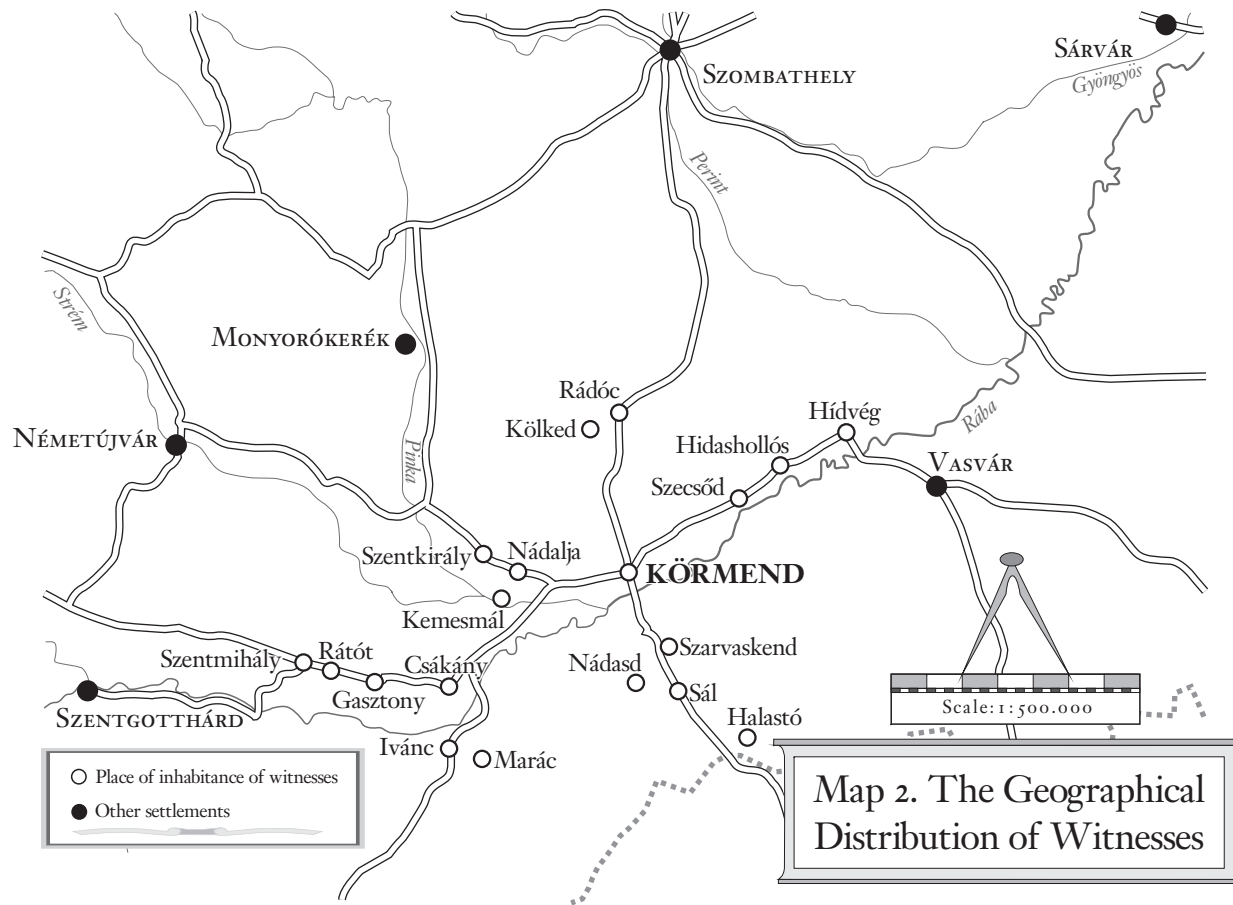 Sárvár
Gyöngyös
Szombathely
Perint
Strém
Monyorókerék
Rádóc
Kölked
Hídvég
Rába
Németújvár
Pinka
Hidashollós
Vasvár
Szecsőd
Szentkirály
Nádalja
KÖRMEND
Kemesmál
Szentmihály
Rátót
Csákány
Gasztony
Szarvaskend
Nádasd
Sál
Szentgotthárd
Halastó
Scale: 1:500.000
Ivánc
Marác
Place of inhabitance of witnesses
Other settlements
Map 2. The Geographical
Distribution of Witnesses